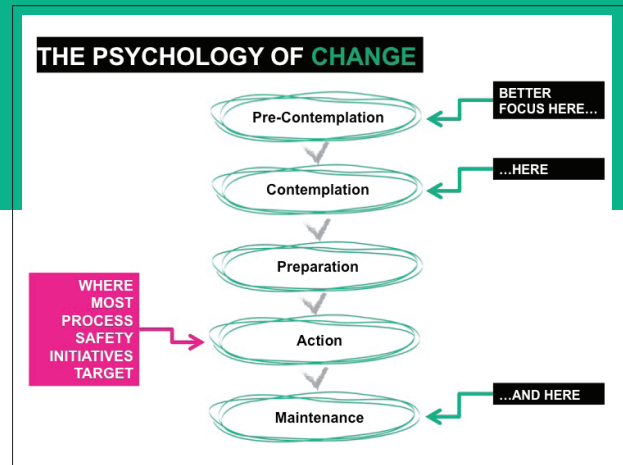 THE PSYCHOLOGY OF CHANGE
BETTER
FOCUS HERE...
Pre-Contemplation
...HERE
Contemplation
Preparation
WHERE
MOST
PROCESS
SAFETY
INITIATIVES
TARGET
Action
...AND HERE
Maintenance